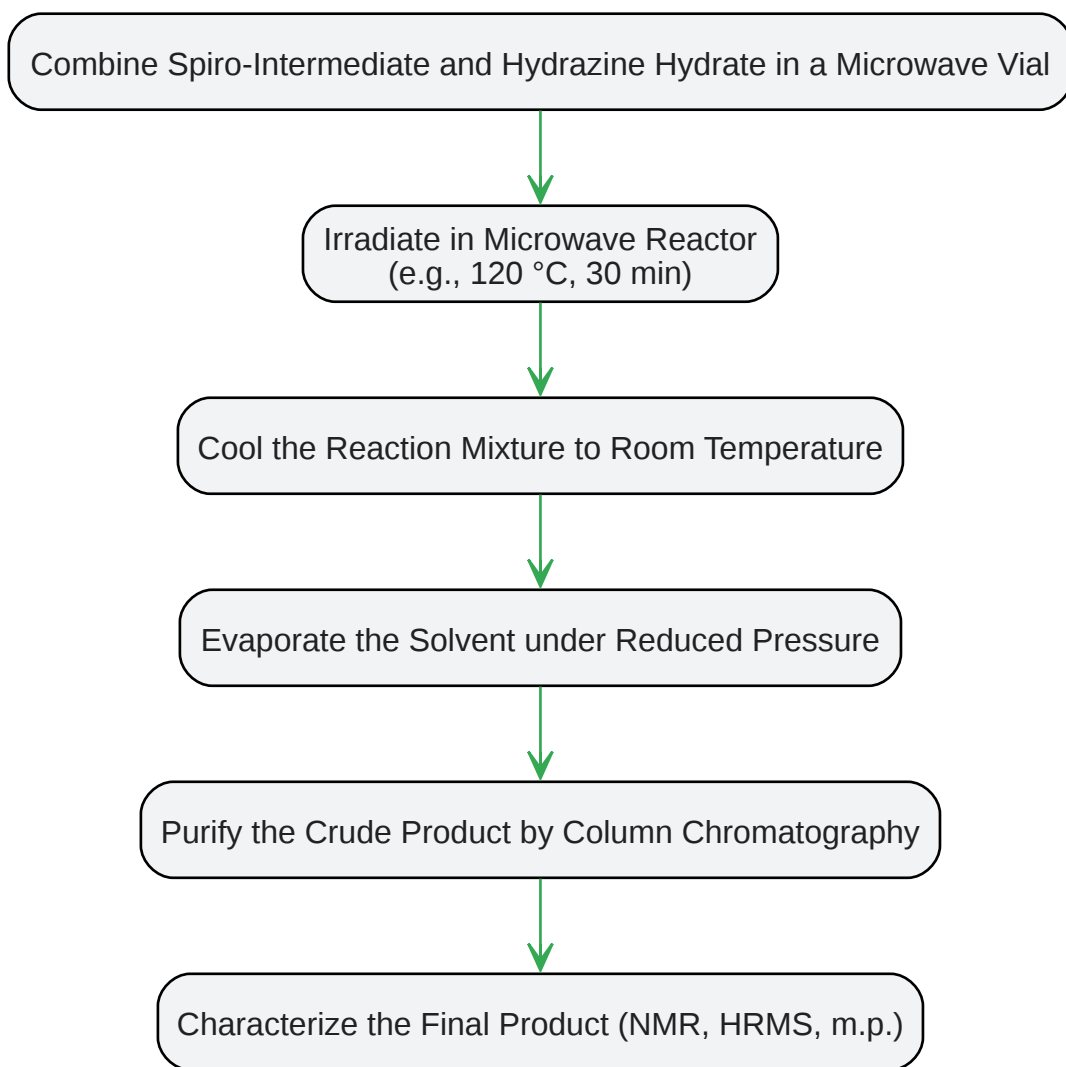 Combine Spiro-Intermediate and Hydrazine Hydrate in a Microwave Vial
Irradiate in Microwave Reactor
(e.g., 120 °C, 30 min)
Cool the Reaction Mixture to Room Temperature
Evaporate the Solvent under Reduced Pressure
Purify the Crude Product by Column Chromatography
Characterize the Final Product (NMR, HRMS, m.p.)